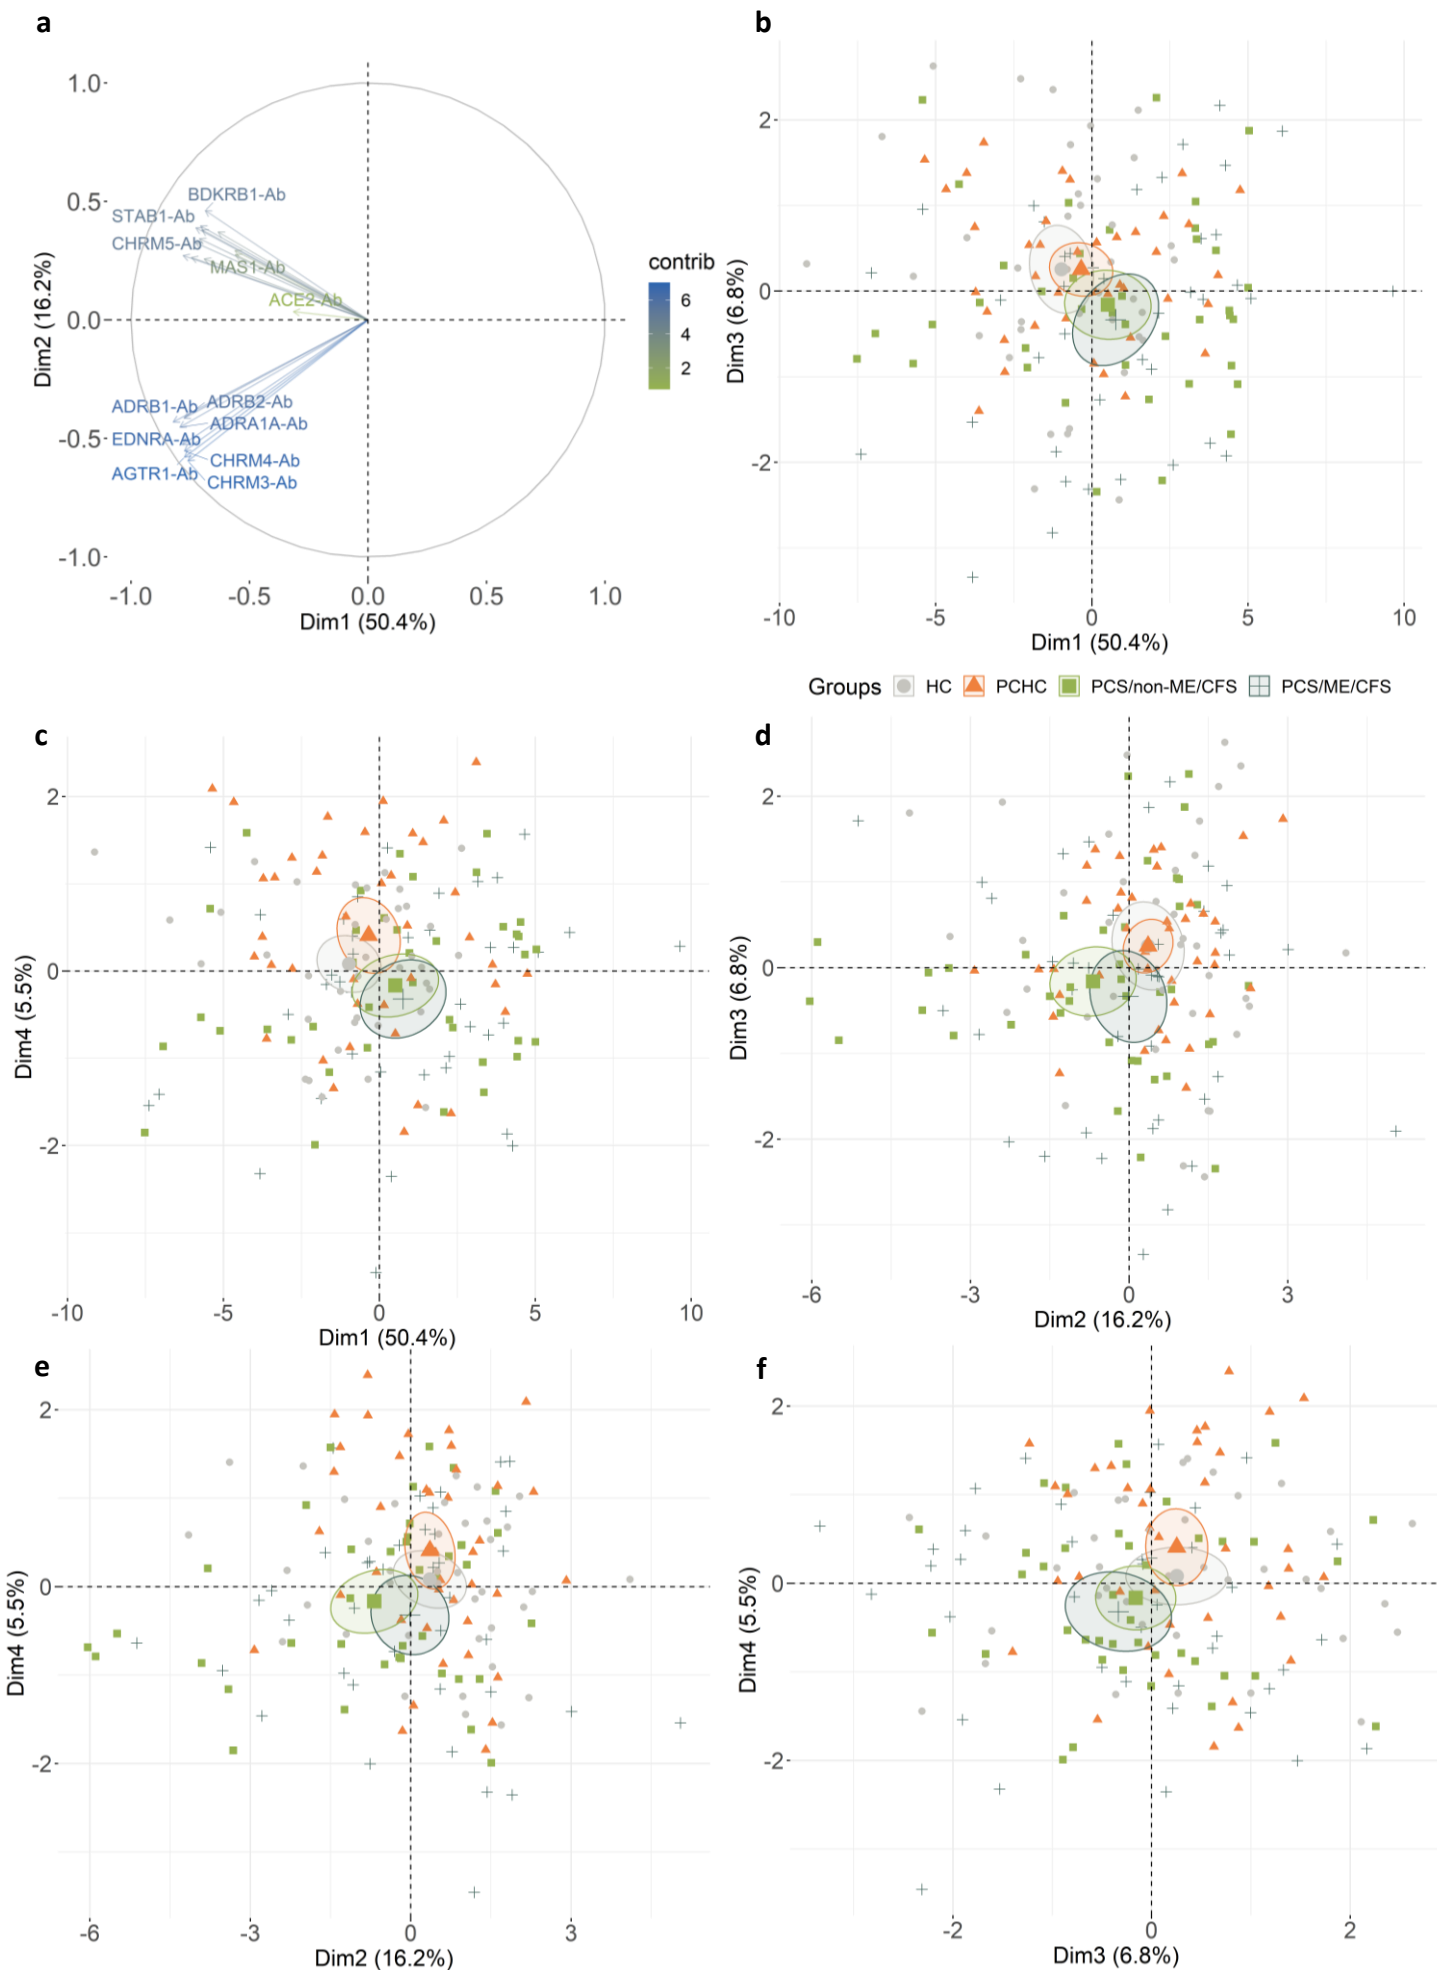 a
1.0
0.5
0.0
-0.5
-1.0
Dim2 (16.2%)
BDKRB1-Ab
STAB1-Ab
CHRM5-Ab
MAS1-Ab
ACE2-Ab
ADRB1-Ab
ADRB2-Ab
ADRA1A-Ab
EDNRA-Ab
CHRM4-Ab
AGTR1-Ab
CHRM3-Ab
-1.0 -0.5 0.0 0.5 1.0
Dim1 (50.4%)
contrib
6
4
2
b
2
0
-2
Dim3 (6.8%)
-10 -5 0 5 10
Dim1 (50.4%)
Groups HC PCHC PCS/non-ME/CFS PCS/ME/CFS
c
2
0
-2
Dim4 (5.5%)
-10 -5 0 5 10
Dim1 (50.4%)
d
2
0
-2
Dim3 (6.8%)
-6 -3 0 3
Dim2 (16.2%)
e
2
0
-2
Dim4 (5.5%)
-6 -3 0 3
Dim2 (16.2%)
f
2
0
-2
Dim4 (5.5%)
-2 0 2
Dim3 (6.8%)